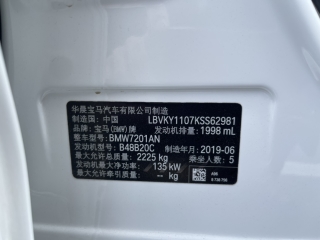 华晨宝马汽车有限公司制造
制造国：中国 LBVKY1107KSS62981
品牌：宝马(BMW)牌 发动机排量：1998 mL
整车型号：BMW7201AN
发动机型号：B48B20C 制造年月：2019-06
最大允许总质量：2225 kg 乘坐人数：5
发动机最大净功率：135 kW
最大允许牵引质量：-- kg